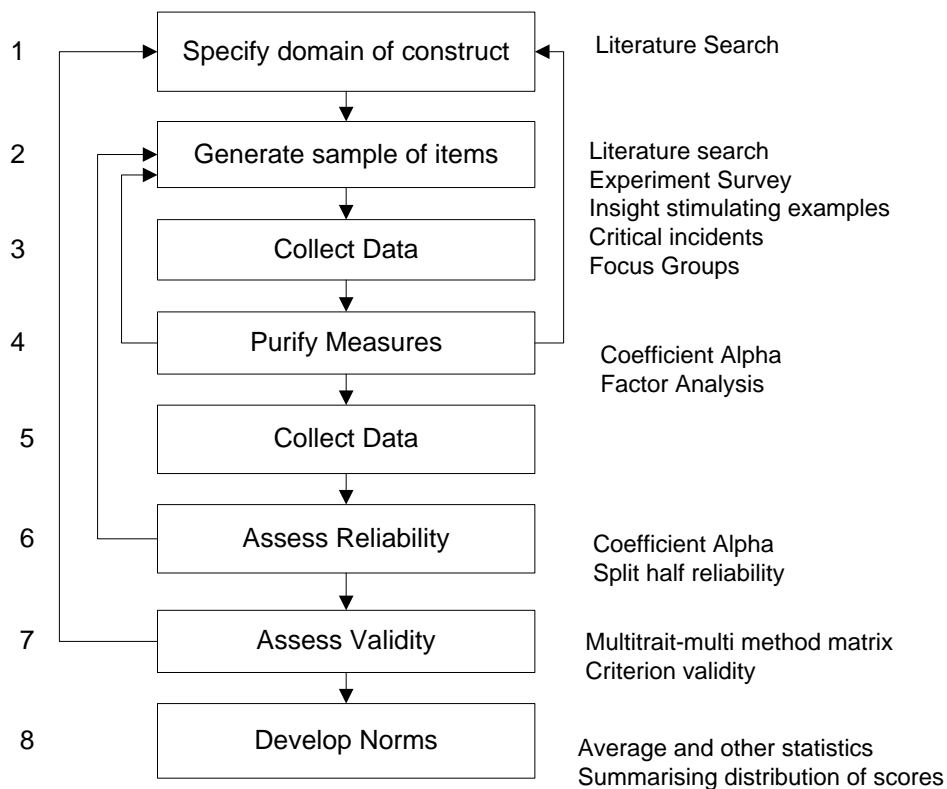 1
Specify domain of construct
Literature Search
2
Generate sample of items
Literature search
Experiment Survey
Insight stimulating examples
Critical incidents
Focus Groups
3
Collect Data
4
Purify Measures
Coefficient Alpha
Factor Analysis
5
Collect Data
6
Assess Reliability
Coefficient Alpha
Split half reliability
7
Assess Validity
Multitrait-multi method matrix
Criterion validity
8
Develop Norms
Average and other statistics
Summarising distribution of scores